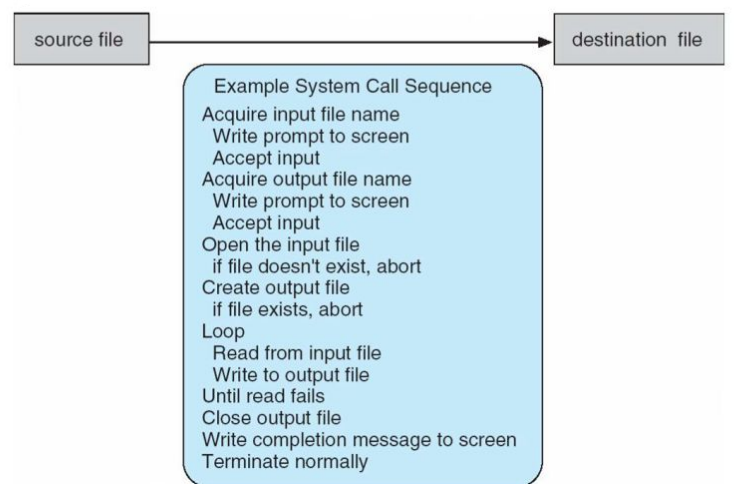 source file
destination file
Example System Call Sequence
Acquire input file name
Write prompt to screen
Accept input
Acquire output file name
Write prompt to screen
Accept input
Open the input file
if file doesn't exist, abort
Create output file
if file exists, abort
Loop
Read from input file
Write to output file
Until read fails
Close output file
Write completion message to screen
Terminate normally